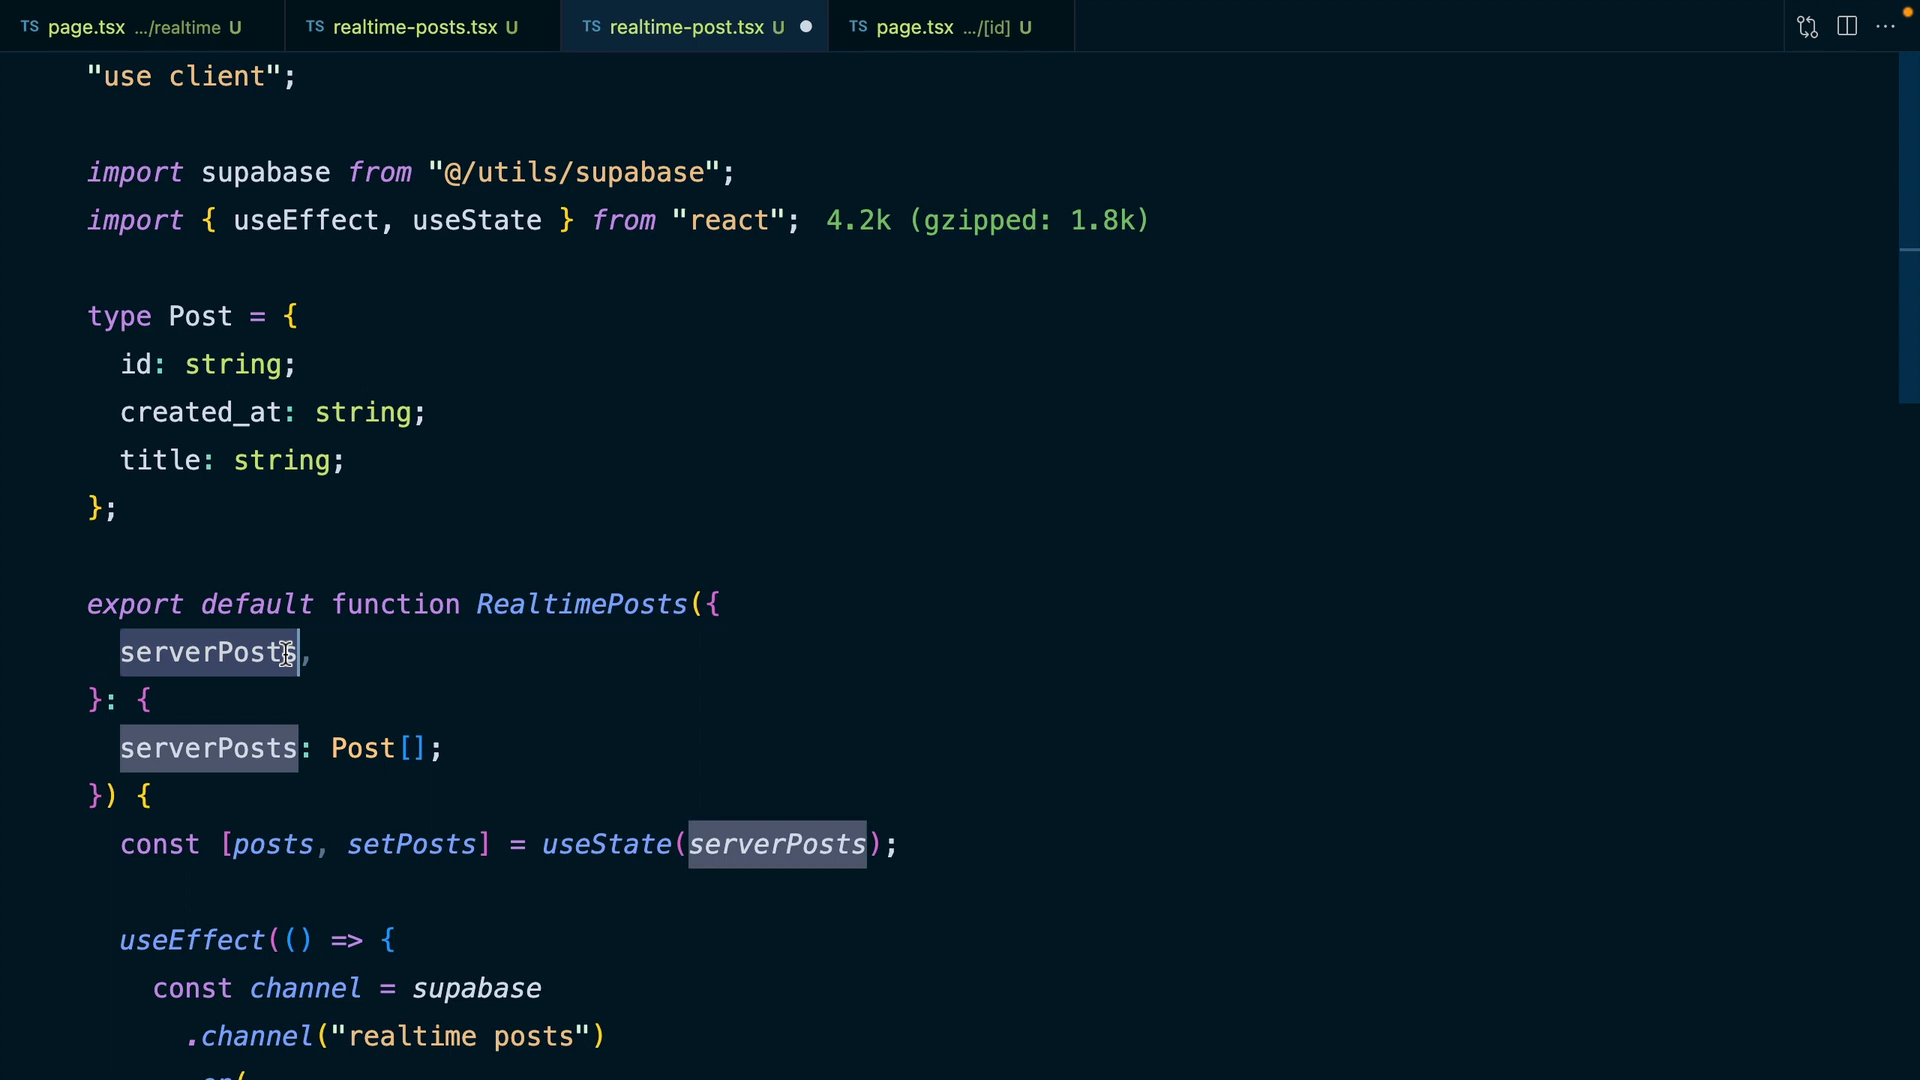 TS page.tsx .../realtime U TS realtime-posts.tsx U TS realtime-post.tsx U TS page.tsx .../[id] U
"use client";
import supabase from "@/utils/supabase";
import { useEffect, useState } from "react"; 4.2k (gzipped: 1.8k)
type Post = {
id: string;
created_at: string;
title: string;
};
export default function RealtimePosts({
serverPosts,
}: {
serverPosts: Post[];
}) {
const [posts, setPosts] = useState(serverPosts);
useEffect(() => {
const channel = supabase
.channel("realtime posts")